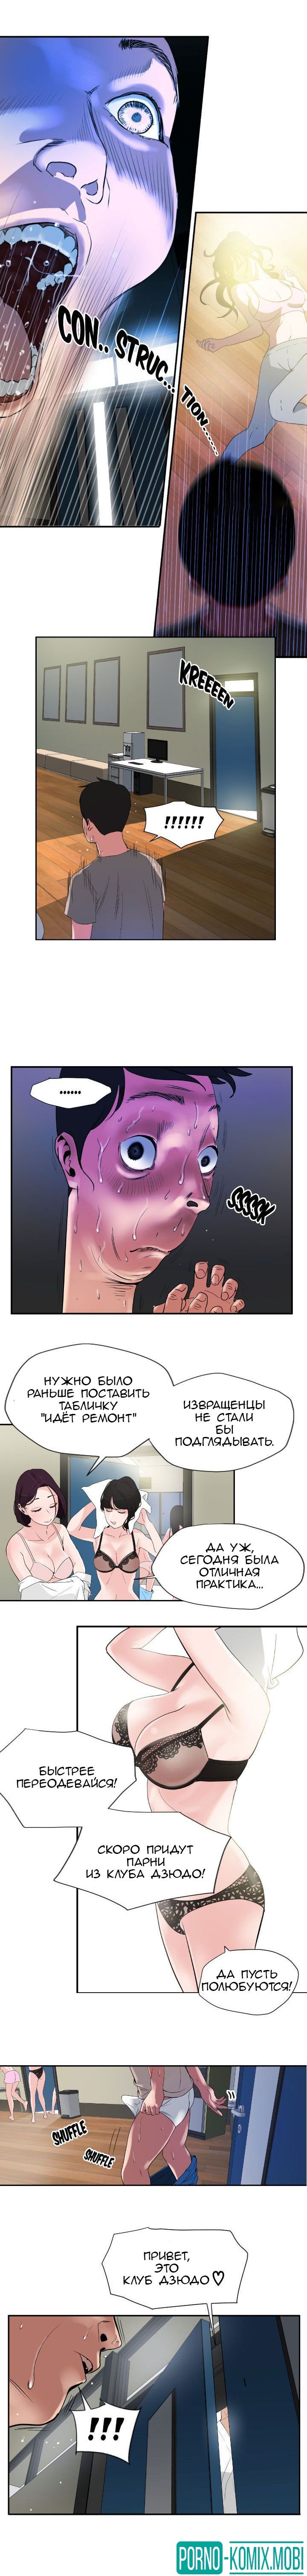 CON.. STRUC... TION......
KREEEEN
!!!!!!
......
SSSSK
НУЖНО БЫЛО
РАНЬШЕ ПОСТАВИТЬ
ТАБЛИЧКУ
"ИДЁТ РЕМОНТ"
ИЗВРАЩЕНЦЫ
НЕ СТАЛИ
БЫ
ПОДГЛЯДЫВАТЬ.
ДА УЖ,
СЕГОДНЯ БЫЛА
ОТЛИЧНАЯ
ПРАКТИКА...
БЫСТРЕЕ
ПЕРЕОДЕВАЙСЯ!
СКОРО ПРИДУТ
ПАРНИ
ИЗ КЛУБА ДЗЮДО!
ДА ПУСТЬ
ПОЛЮБУЮТСЯ!
SHUFFLE
SHUFFLE
ПРИВЕТ,
ЭТО
КЛУБ ДЗЮДО♡
!!!
PORNO-KOMIX.MOBI